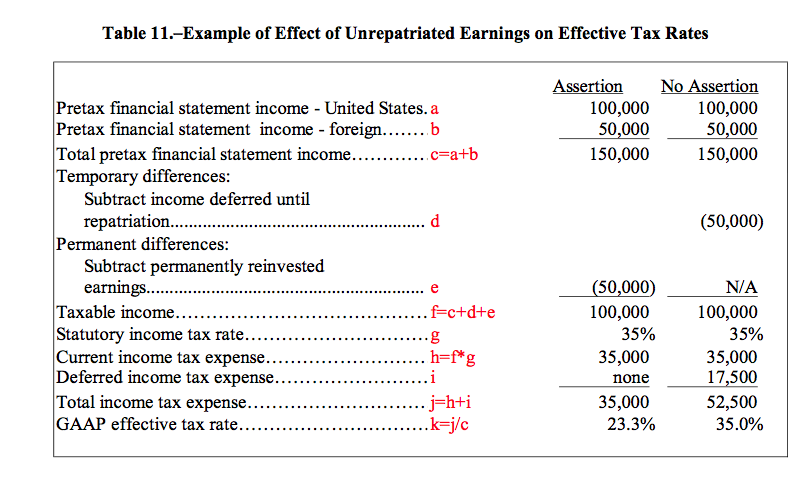 Table 11.–Example of Effect of Unrepatriated Earnings on Effective Tax Rates
Assertion No Assertion
Pretax financial statement income - United States. a 100,000 100,000
Pretax financial statement income - foreign....... b 50,000 50,000
Total pretax financial statement income............. c=a+b 150,000 150,000
Temporary differences:
Subtract income deferred until
repatriation................................................................ d (50,000)
Permanent differences:
Subtract permanently reinvested
earnings..................................................................... e (50,000) N/A
Taxable income............................................. f=c+d+e 100,000 100,000
Statutory income tax rate................................g 35% 35%
Current income tax expense............................ h=f*g 35,000 35,000
Deferred income tax expense...........................i none 17,500
Total income tax expense............................... j=h+i 35,000 52,500
GAAP effective tax rate.................................k=j/c 23.3% 35.0%